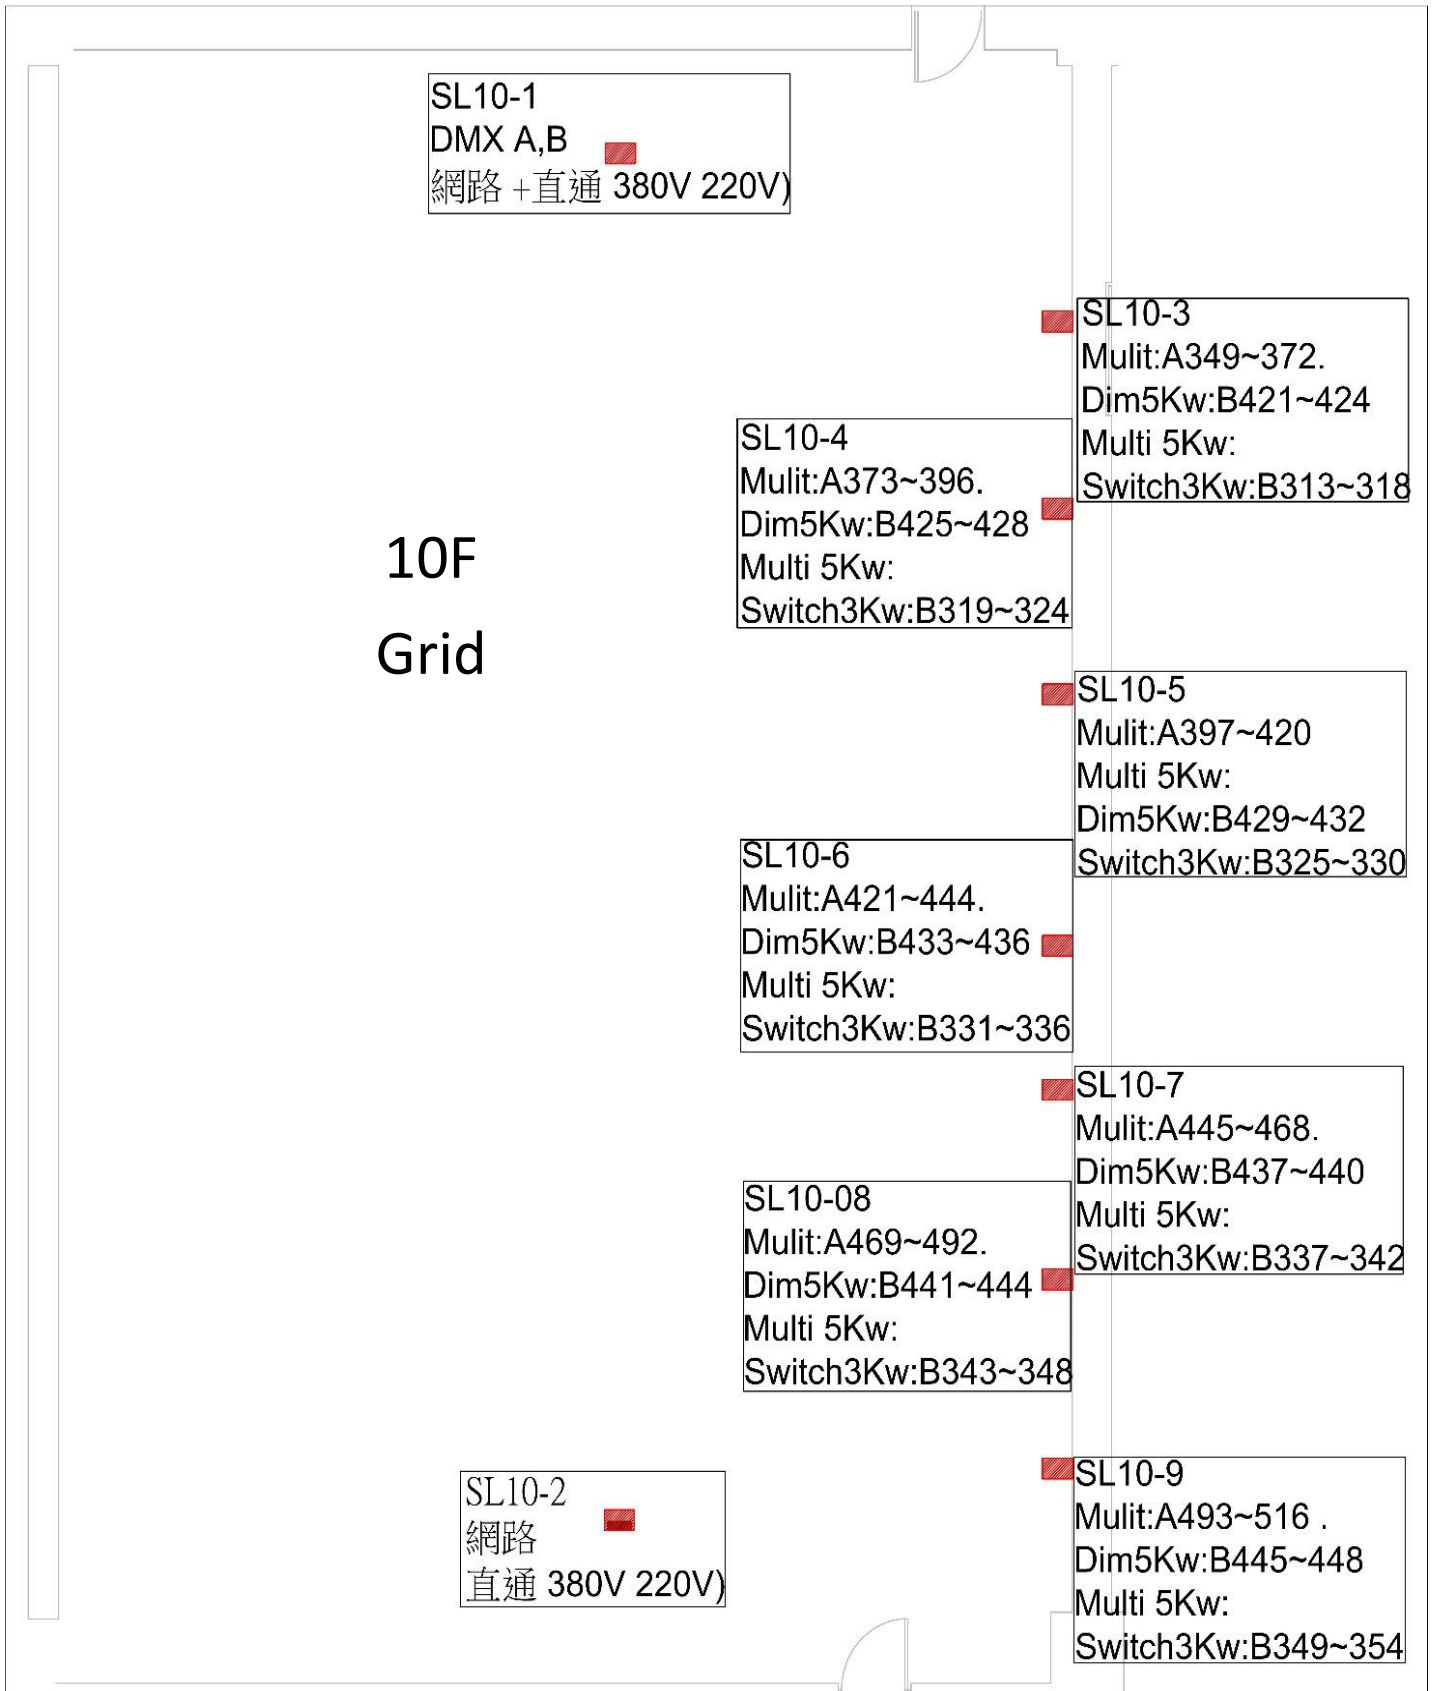 SL10-1
DMX A,B
網路 +直通 380V 220V)
SL10-3
Mulit:A349~372.
Dim5Kw:B421~424
Multi 5Kw:
Switch3Kw:B313~318
SL10-4
Mulit:A373~396.
Dim5Kw:B425~428
Multi 5Kw:
Switch3Kw:B319~324
10F
Grid
SL10-5
Mulit:A397~420
Multi 5Kw:
Dim5Kw:B429~432
Switch3Kw:B325~330
SL10-6
Mulit:A421~444.
Dim5Kw:B433~436
Multi 5Kw:
Switch3Kw:B331~336
SL10-7
Mulit:A445~468.
Dim5Kw:B437~440
Multi 5Kw:
Switch3Kw:B337~342
SL10-08
Mulit:A469~492.
Dim5Kw:B441~444
Multi 5Kw:
Switch3Kw:B343~348
SL10-2
網路
直通 380V 220V)
SL10-9
Mulit:A493~516 .
Dim5Kw:B445~448
Multi 5Kw:
Switch3Kw:B349~354